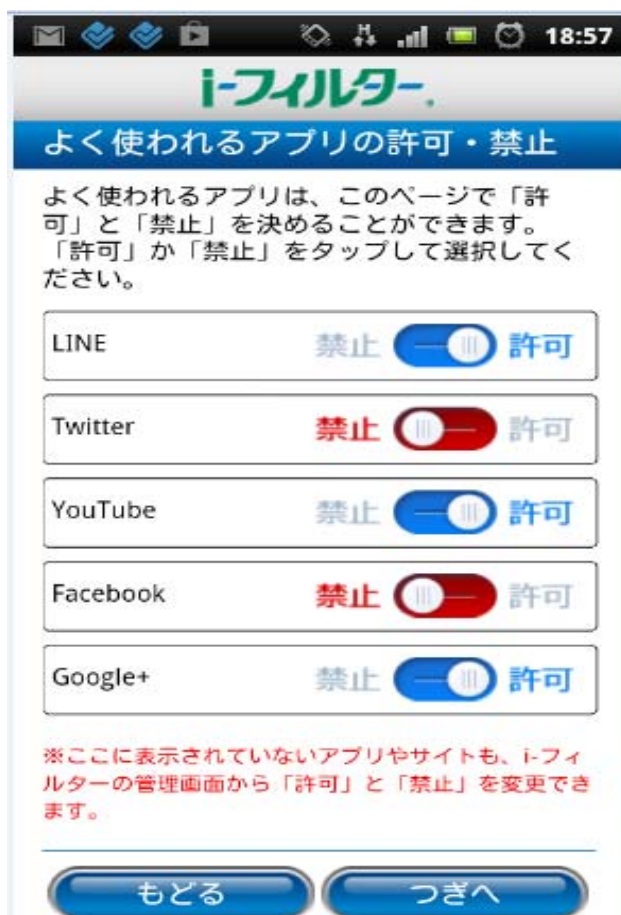 18:57
i-フィルター.
よく使われるアプリの許可・禁止
よく使われるアプリは、このページで「許
可」と「禁止」を決めることができます。
「許可」か「禁止」をタップして選択してく
ださい。
LINE 禁止 許可
Twitter 禁止 許可
YouTube 禁止 許可
Facebook 禁止 許可
Google+ 禁止 許可
※ここに表示されていないアプリやサイトも、i-フィ
ルターの管理画面から「許可」と「禁止」を変更でき
ます。
もどる つぎへ